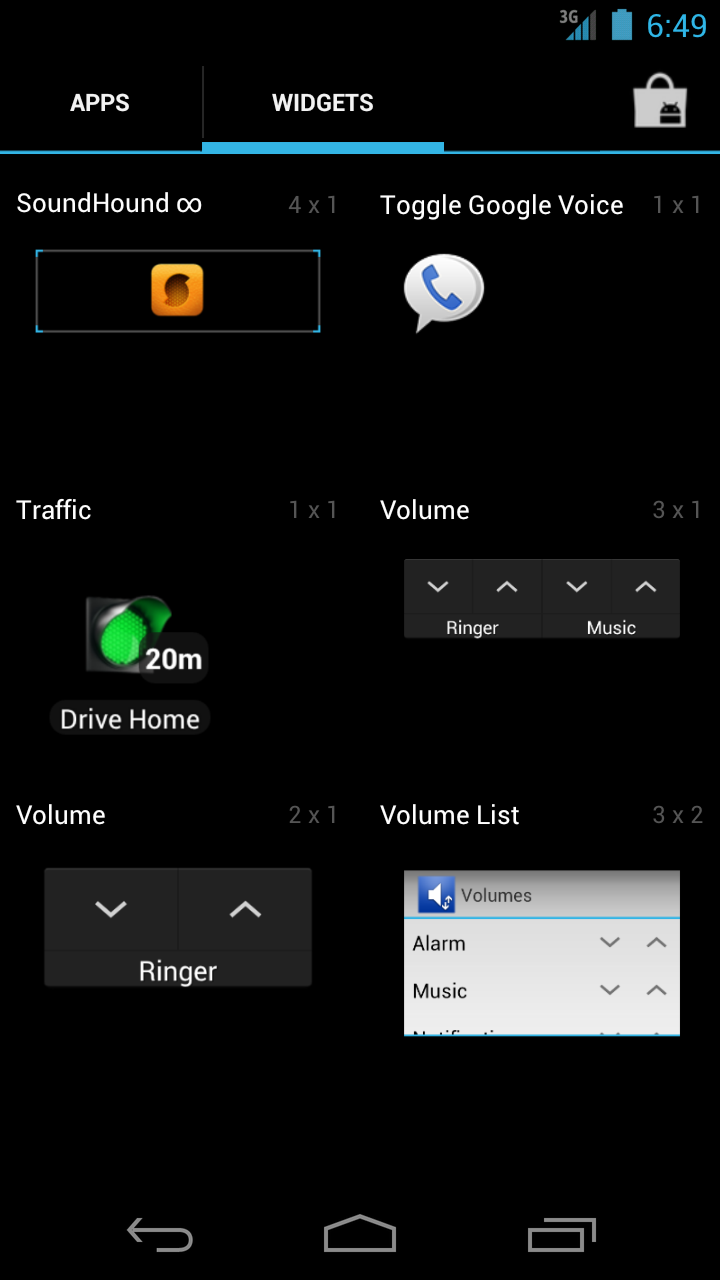 3G 6:49
APPS WIDGETS
SoundHound ∞ 4 x 1 Toggle Google Voice 1 x 1
Traffic 1 x 1 Volume 3 x 1
Ringer Music
20m
Drive Home
Volume 2 x 1 Volume List 3 x 2
Volumes
Alarm
Ringer
Music